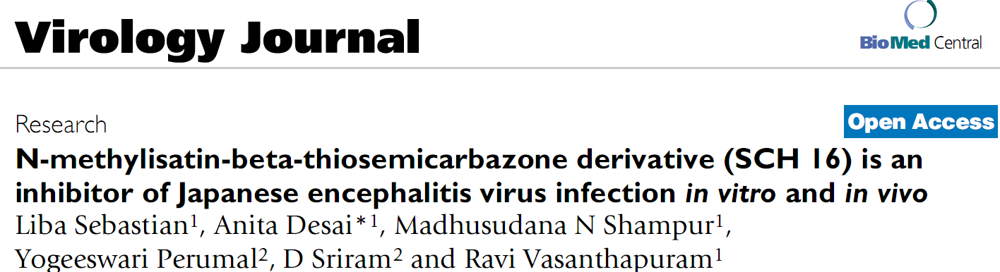 Virology Journal
BioMed Central
Research
Open Access
N-methylisatin-beta-thiosemicarbazone derivative (SCH 16) is an
inhibitor of Japanese encephalitis virus infection in vitro and in vivo
Liba Sebastian1, Anita Desai*1, Madhusudana N Shampur1,
Yogeeswari Perumal2, D Sriram2 and Ravi Vasanthapuram1